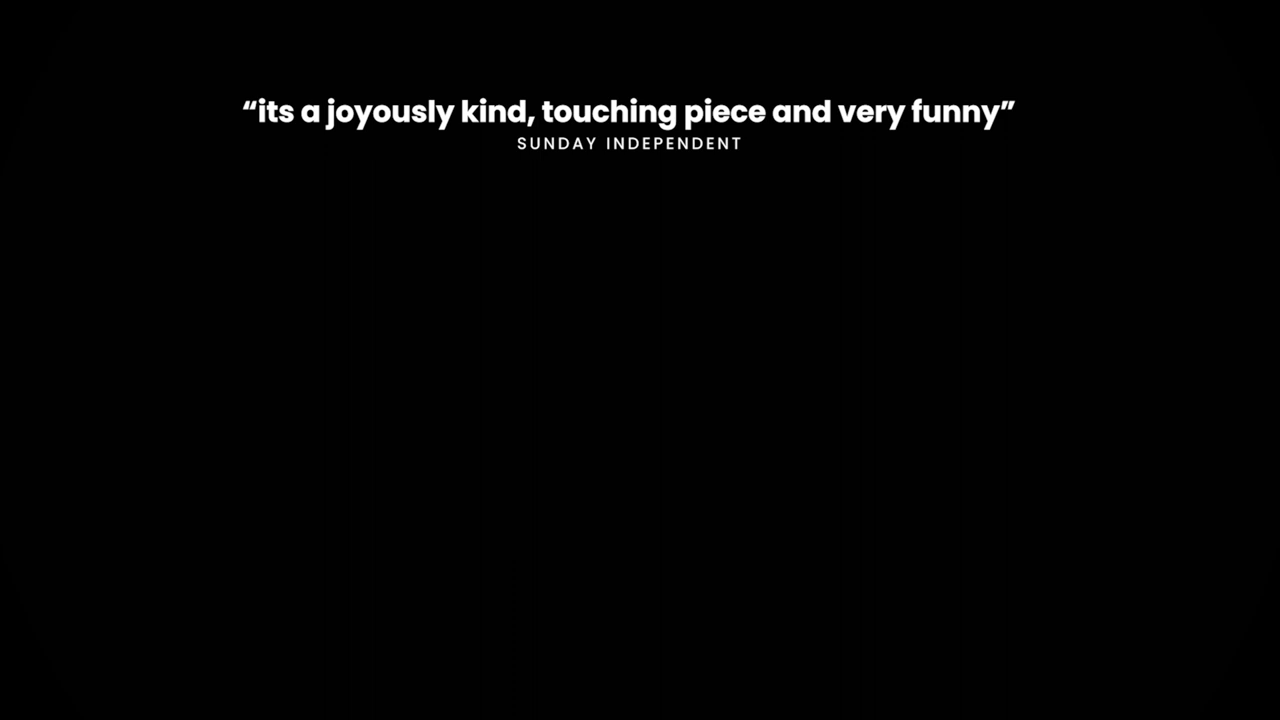 “its a joyously kind, touching piece and very funny”
SUNDAY INDEPENDENT